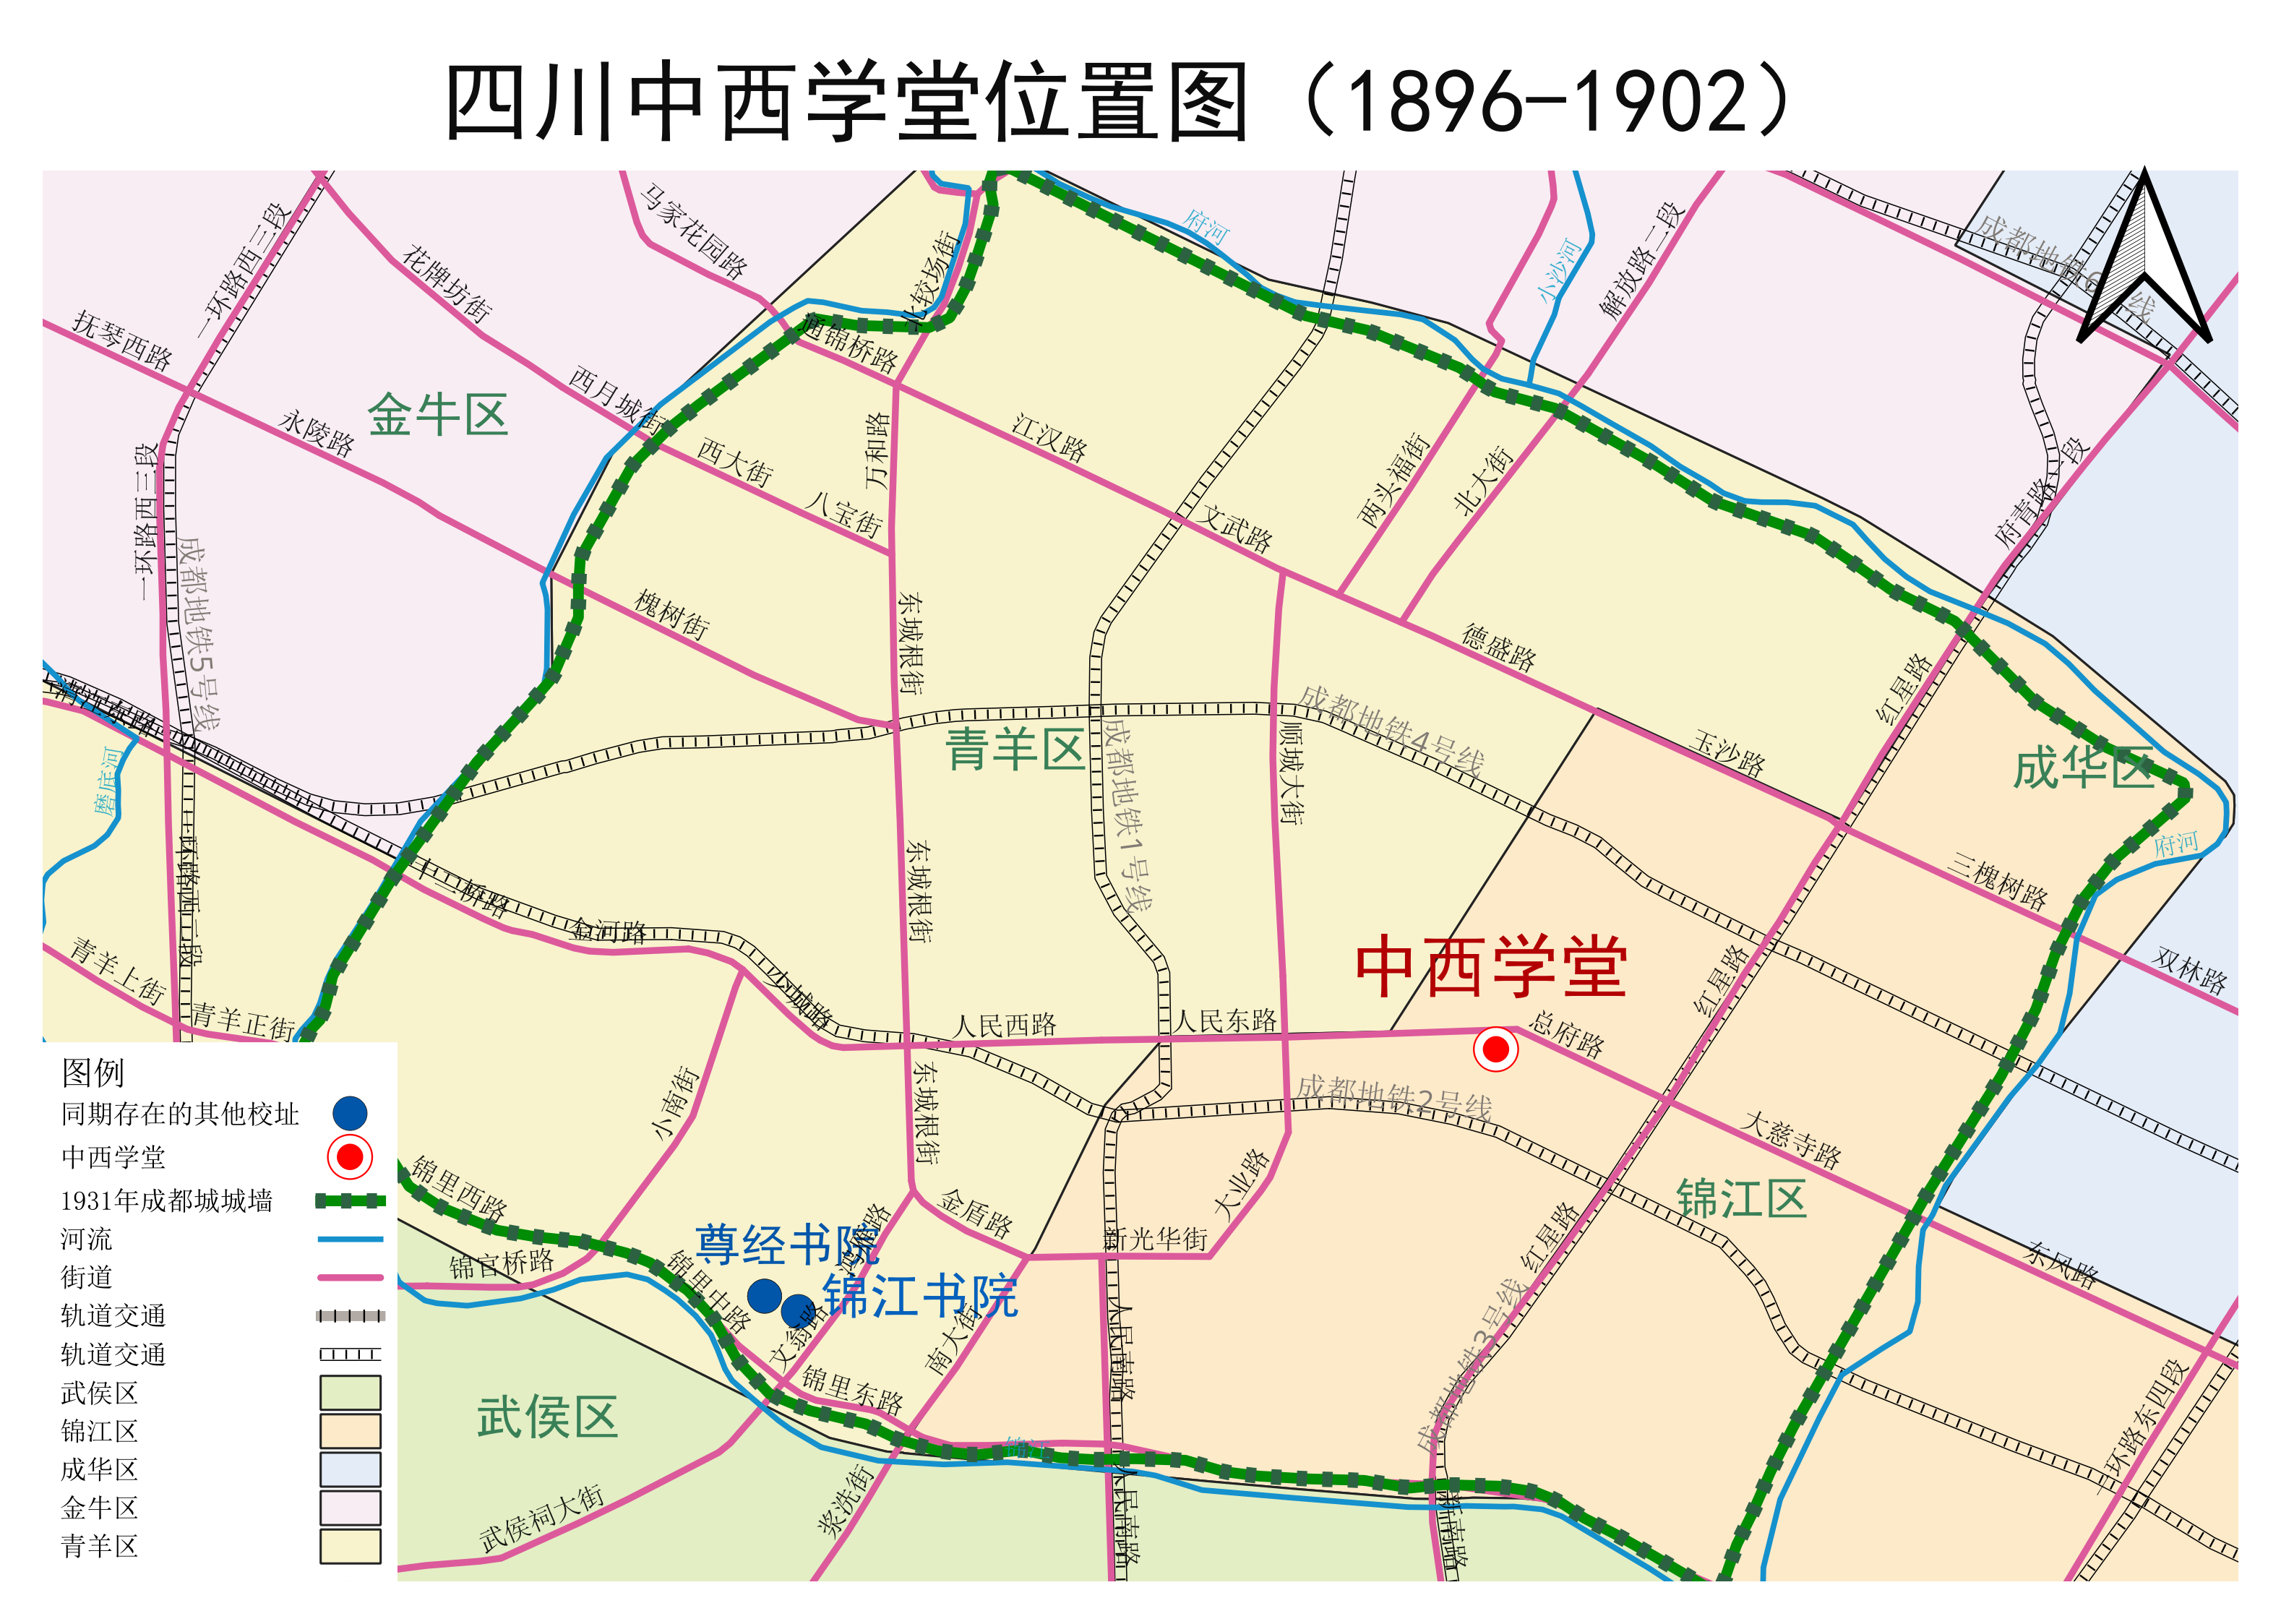 四川中西学堂位置图（1896-1902）
马家花园路
一环路西三段
花牌坊街
北较场街
府河
小沙河
解放路二段
成都地铁6号线
抚琴西路
通锦桥路
金牛区
永陵路
西月城街
西大街
八宝街
万和路
江汉路
文武路
两头福街
北大街
府青路一段
一环路西三段
成都地铁5号线
槐树街
东城根街
德盛路
红星路
成都地铁4号线
青羊区
成都地铁1号线
顺城大街
玉沙路
成华区
磨底河
府河
一环路西二段
十二桥路
金河路
东城根街
三槐树路
双林路
中西学堂
青羊上街
青羊正街
少城路
人民西路
人民东路
总府路
红星路
成都地铁2号线
小南街
东城根街
大慈寺路
锦江区
大业路
金盾路
新光华街
红星路
东风路
锦里西路
锦官桥路
尊经书院
锦江书院
锦里中路
文翁路
南大街
人民南路
成都地铁3号线
锦里东路
武侯区
锦江
一环路东四段
武侯祠大街
浆洗街
人民南路
新南路
图例
同期存在的其他校址
中西学堂
1931年成都城城墙
河流
街道
轨道交通
轨道交通
武侯区
锦江区
成华区
金牛区
青羊区